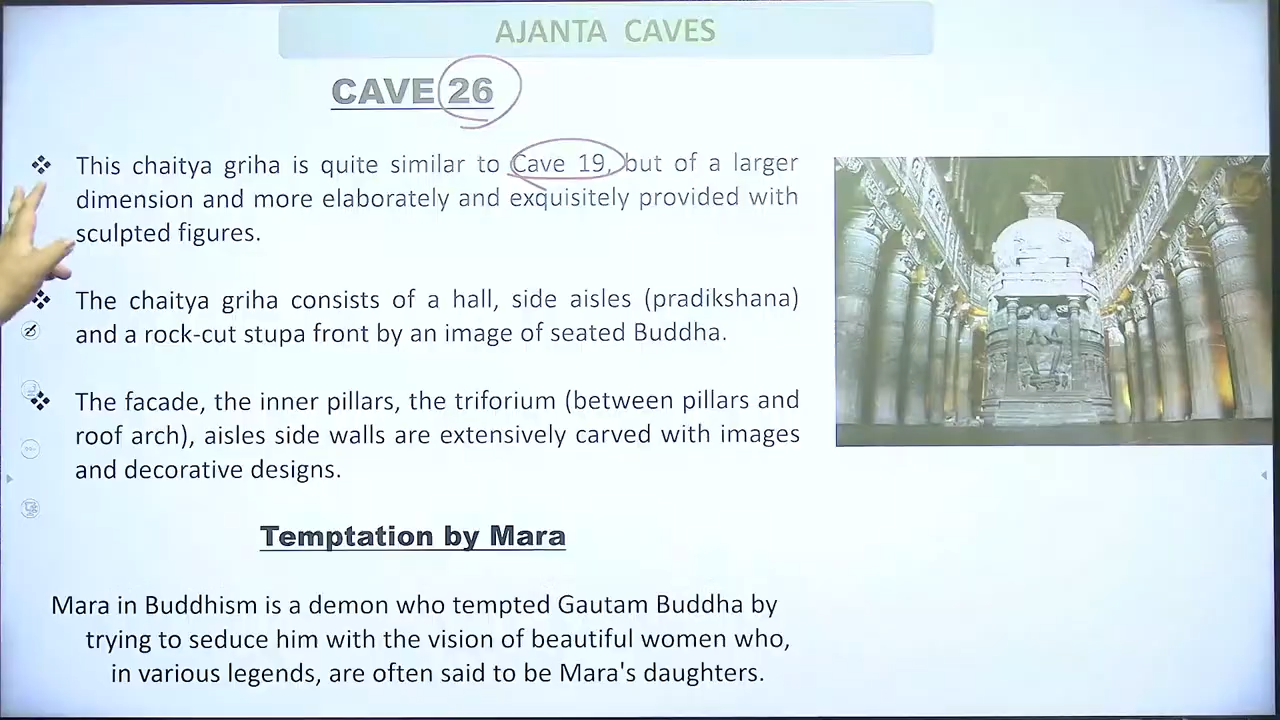 AJANTA CAVES
CAVE 26
This chaitya griha is quite similar to Cave 19, but of a larger
dimension and more elaborately and exquisitely provided with
sculpted figures.
The chaitya griha consists of a hall, side aisles (pradikshana)
and a rock-cut stupa front by an image of seated Buddha.
The facade, the inner pillars, the triforium (between pillars and
roof arch), aisles side walls are extensively carved with images
and decorative designs.
Temptation by Mara
Mara in Buddhism is a demon who tempted Gautam Buddha by
trying to seduce him with the vision of beautiful women who,
in various legends, are often said to be Mara's daughters.